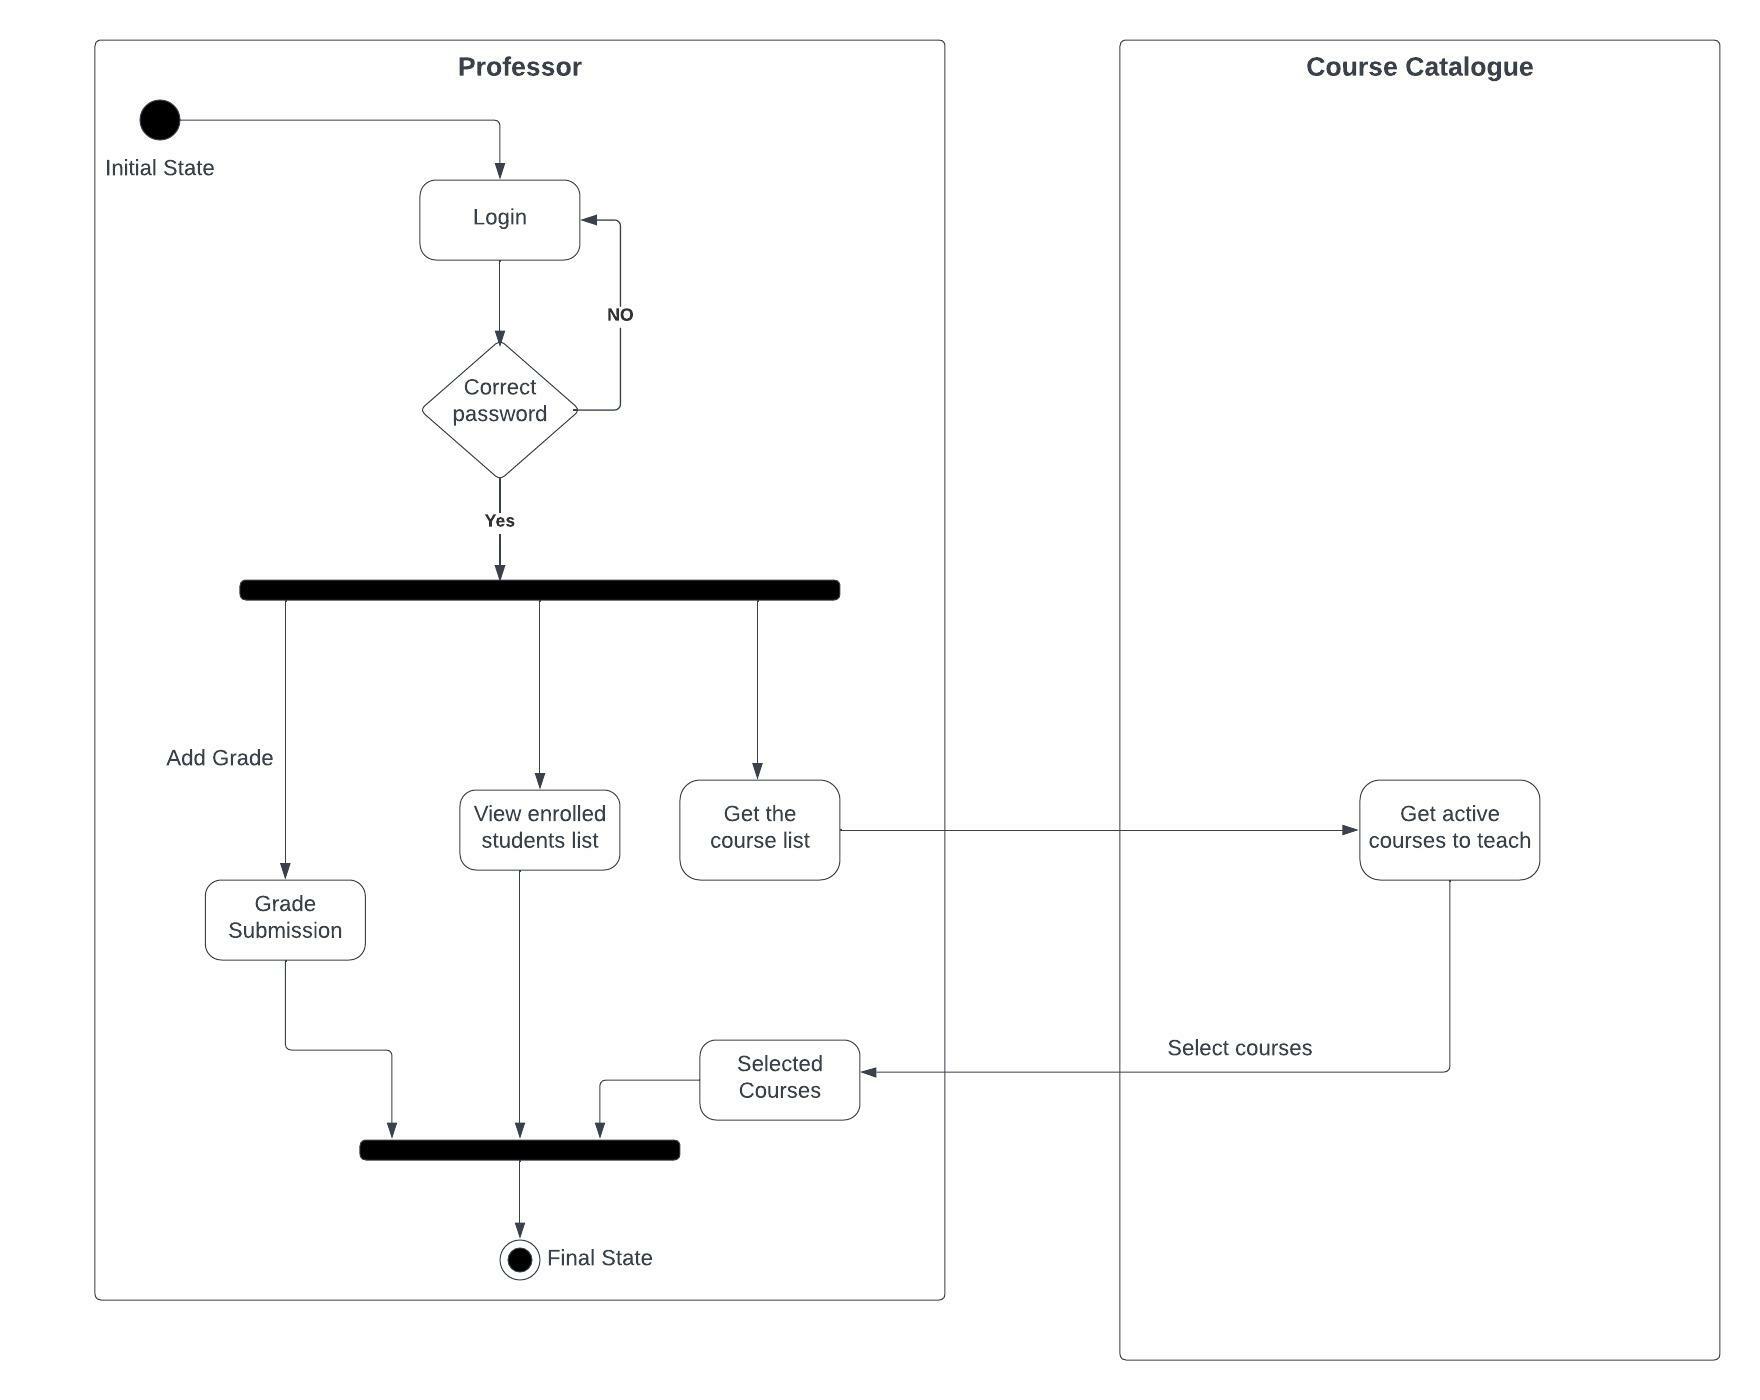 Professor
Course Catalogue
Initial State
Login
NO
Correct
password
Yes
Add Grade
View enrolled
students list
Get the
course list
Get active
courses to teach
Grade
Submission
Select courses
Selected
Courses
Final State